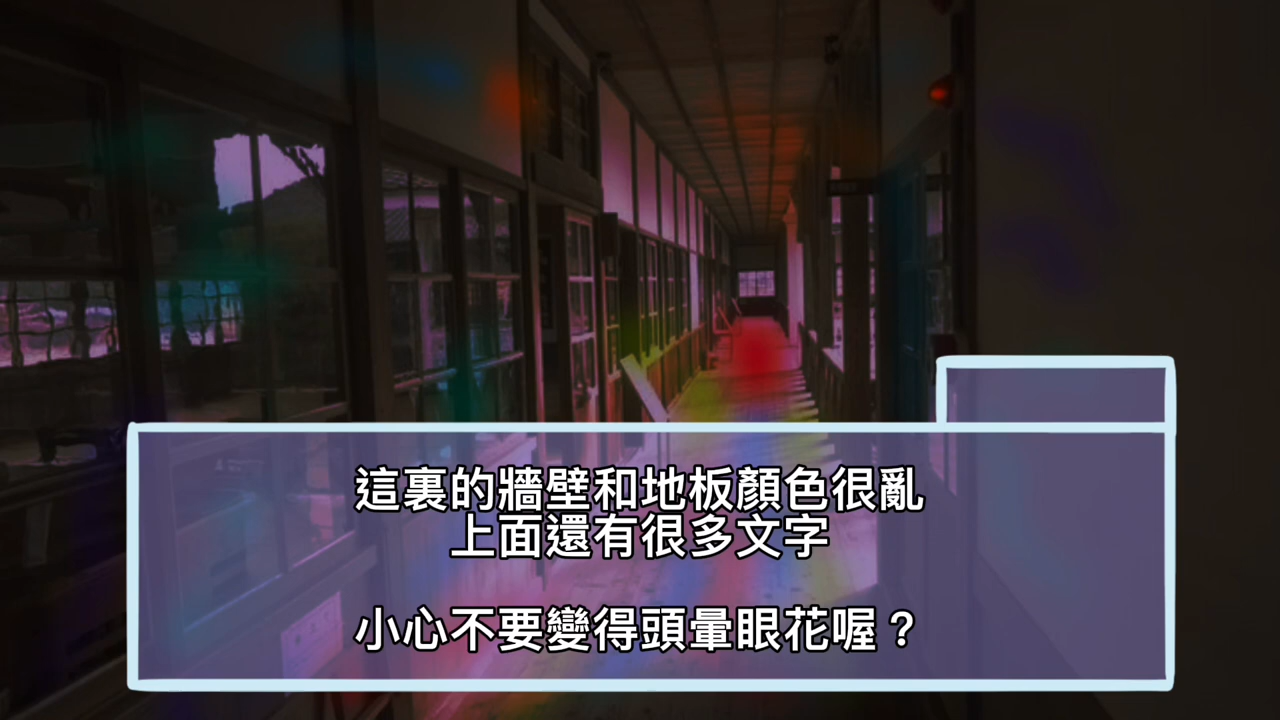 這裏的牆壁和地板顏色很亂
上面還有很多文字
小心不要變得頭暈眼花喔？